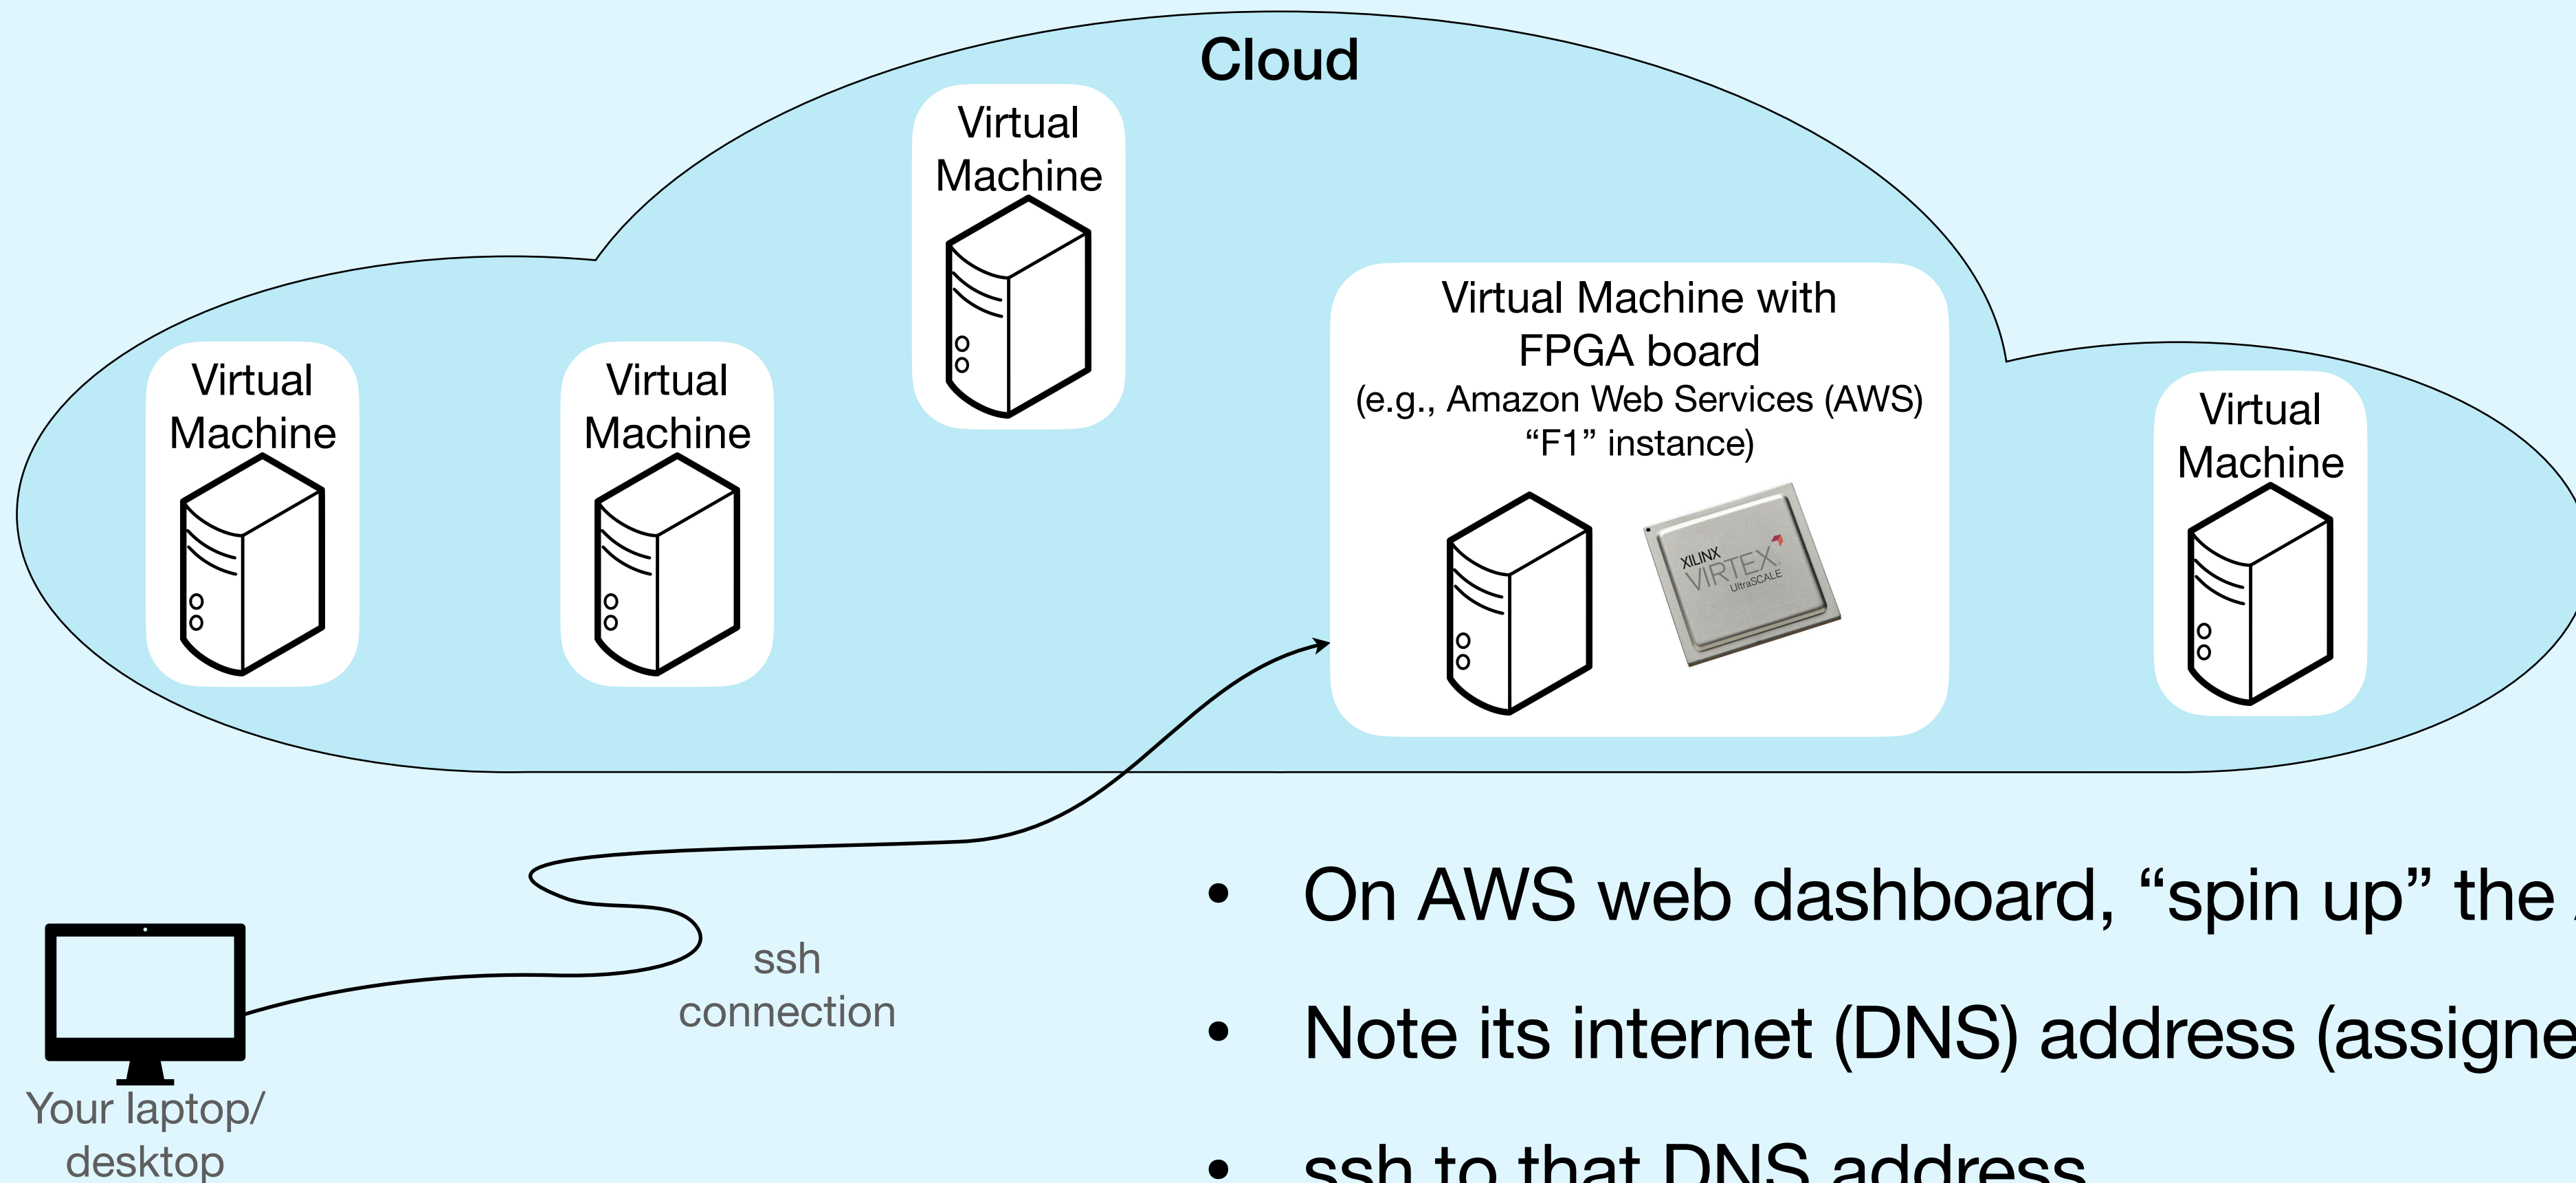 Cloud
Virtual
Machine
Virtual
Machine
Virtual
Machine
Virtual Machine with
FPGA board
(e.g., Amazon Web Services (AWS)
“F1” instance)
XILINX
VIRTEX
UltraSCALE
Virtual
Machine
ssh
connection
Your laptop/
desktop
• On AWS web dashboard, “spin up” the
• Note its internet (DNS) address (assigne
• ssh to that DNS address